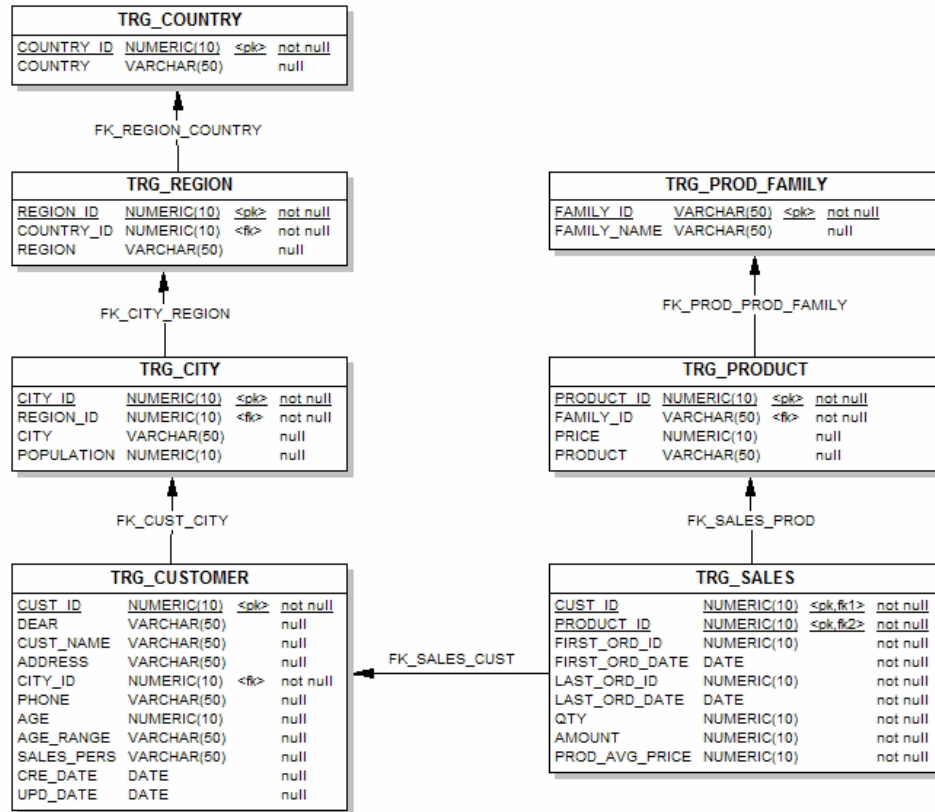 TRG_COUNTRY
COUNTRY_ID NUMERIC(10) <pk> not null
COUNTRY VARCHAR(50) null
FK_REGION_COUNTRY
TRG_REGION
REGION_ID NUMERIC(10) <pk> not null
COUNTRY_ID NUMERIC(10) <fk> not null
REGION VARCHAR(50) null
FK_CITY_REGION
TRG_CITY
CITY_ID NUMERIC(10) <pk> not null
REGION_ID NUMERIC(10) <fk> not null
CITY VARCHAR(50) null
POPULATION NUMERIC(10) null
FK_CUST_CITY
TRG_CUSTOMER
CUST_ID NUMERIC(10) <pk> not null
DEAR VARCHAR(50) null
CUST_NAME VARCHAR(50) null
ADDRESS VARCHAR(50) null
CITY_ID NUMERIC(10) <fk> not null
PHONE VARCHAR(50) null
AGE NUMERIC(10) null
AGE_RANGE VARCHAR(50) null
SALES_PERS VARCHAR(50) null
CRE_DATE DATE null
UPD_DATE DATE null
FK_SALES_CUST
TRG_PROD_FAMILY
FAMILY_ID VARCHAR(50) <pk> not null
FAMILY_NAME VARCHAR(50) null
FK_PROD_PROD_FAMILY
TRG_PRODUCT
PRODUCT_ID NUMERIC(10) <pk> not null
FAMILY_ID VARCHAR(50) <fk> not null
PRICE NUMERIC(10) null
PRODUCT VARCHAR(50) null
FK_SALES_PROD
TRG_SALES
CUST_ID NUMERIC(10) <pk,fk1> not null
PRODUCT_ID NUMERIC(10) <pk,fk2> not null
FIRST_ORD_ID NUMERIC(10) not null
FIRST_ORD_DATE DATE not null
LAST_ORD_ID NUMERIC(10) not null
LAST_ORD_DATE DATE not null
QTY NUMERIC(10) not null
AMOUNT NUMERIC(10) not null
PROD_AVG_PRICE NUMERIC(10) not null